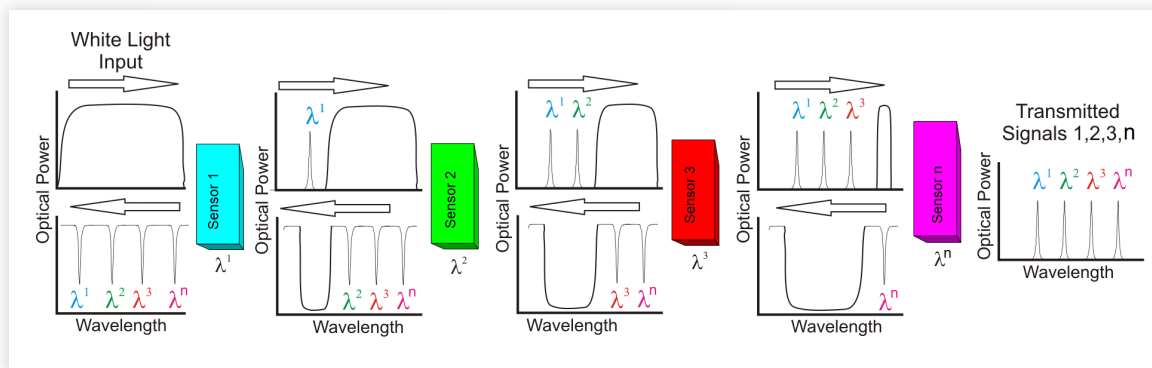 White Light
Input
Optical Power
λ¹ λ² λ³ λⁿ
Wavelength
Sensor 1
λ¹
λ¹
Optical Power
λ² λ³ λⁿ
Wavelength
Sensor 2
λ²
λ¹ λ²
Optical Power
λ³ λⁿ
Wavelength
Sensor 3
λ³
λ¹ λ² λ³
Optical Power
λⁿ
Wavelength
Sensor n
λⁿ
Transmitted
Signals 1,2,3,n
Optical Power
λ¹ λ² λ³ λⁿ
Wavelength